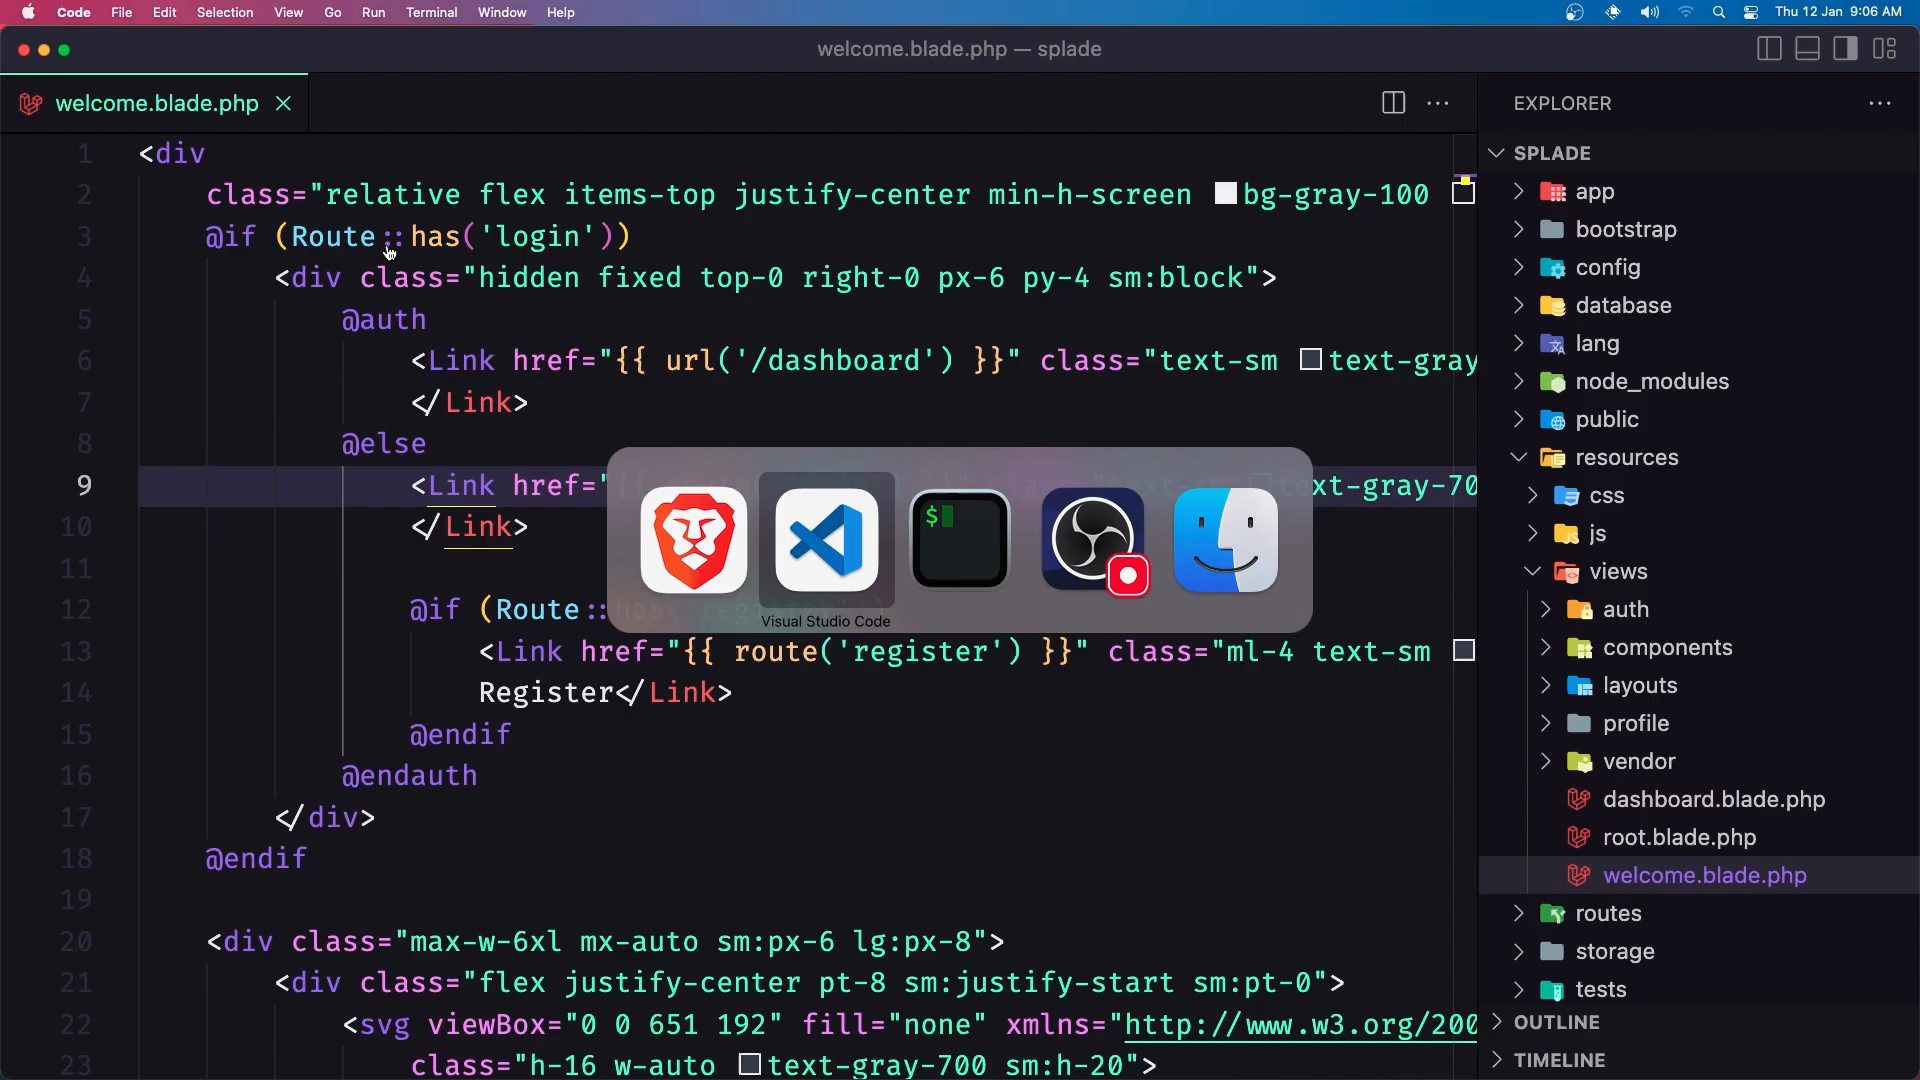 Code File Edit Selection View Go Run Terminal Window Help Thu 12 Jan 9:06 AM
welcome.blade.php — splade
welcome.blade.php
EXPLORER
1 <div
2 class="relative flex items-top justify-center min-h-screen bg-gray-100
3 @if (Route::has('login'))
4 <div class="hidden fixed top-0 right-0 px-6 py-4 sm:block">
5 @auth
6 <Link href="{{ url('/dashboard') }}" class="text-sm text-gray
7 </Link>
8 @else
9 <Link href="{{ xt-gray-70
10 </Link>
11
12 @if (Route::has
13 <Link href="{{ route('register') }}" class="ml-4 text-sm
14 Register</Link>
15 @endif
16 @endauth
17 </div>
18 @endif
19
20 <div class="max-w-6xl mx-auto sm:px-6 lg:px-8">
21 <div class="flex justify-center pt-8 sm:justify-start sm:pt-0">
22 <svg viewBox="0 0 651 192" fill="none" xmlns="http://www.w3.org/200
23 class="h-16 w-auto text-gray-700 sm:h-20">
$
Visual Studio Code
SPLADE
app
bootstrap
config
database
lang
node_modules
public
resources
css
js
views
auth
components
layouts
profile
vendor
dashboard.blade.php
root.blade.php
welcome.blade.php
routes
storage
tests
OUTLINE
TIMELINE